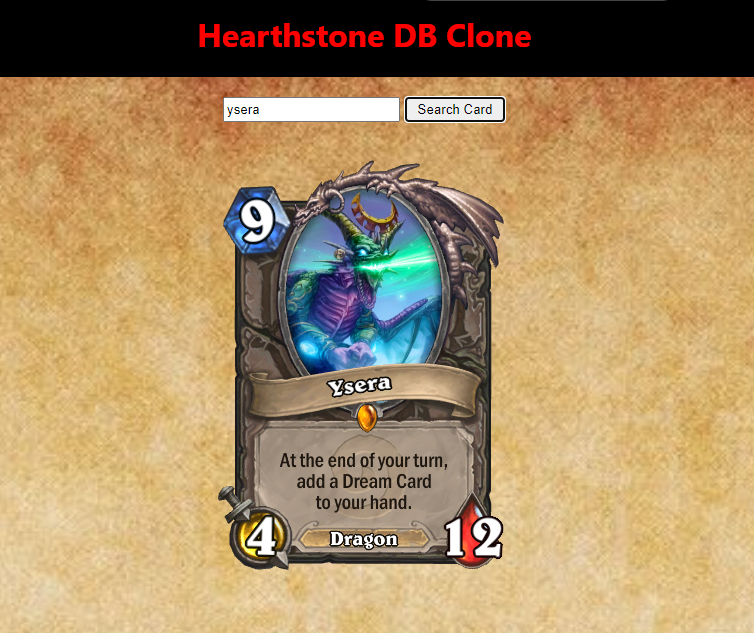 Hearthstone DB Clone
ysera Search Card
9
Ysera
At the end of your turn,
add a Dream Card
to your hand.
4 Dragon 12